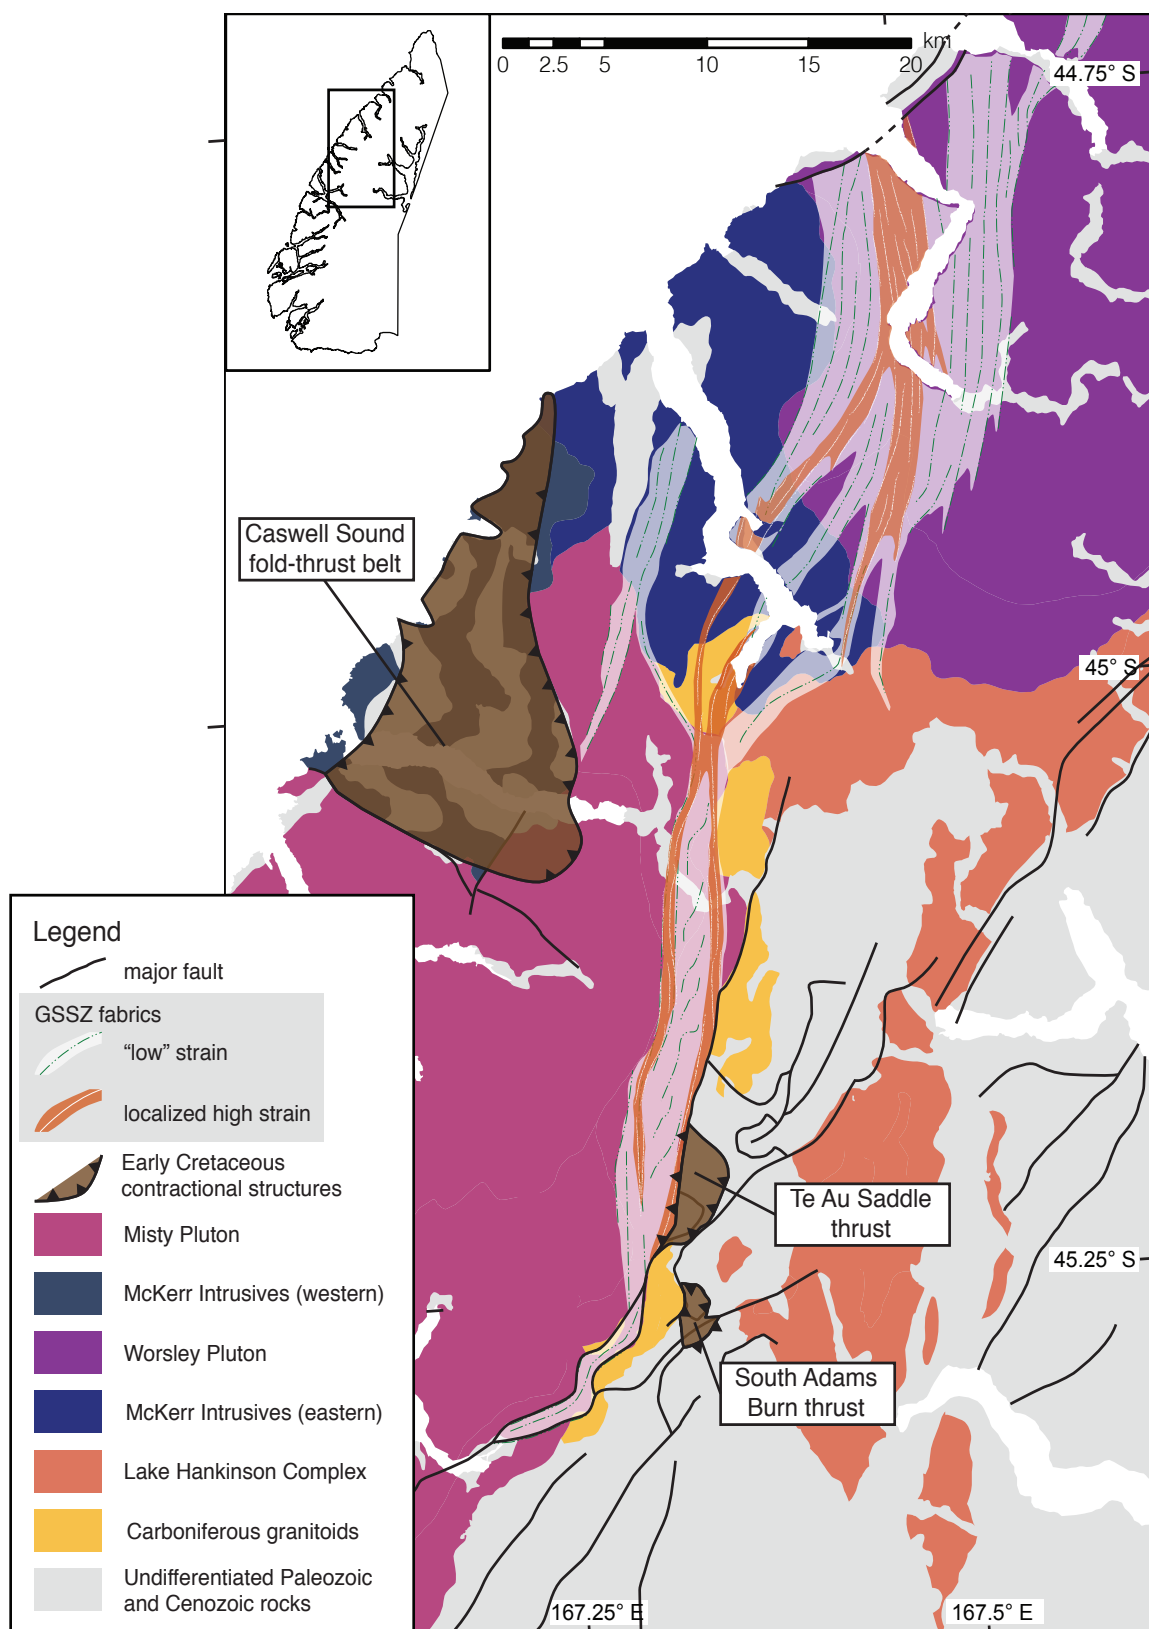 km
0 2.5 5 10 15 20
44.75° S
Caswell Sound
fold-thrust belt
45° S
Legend
major fault
GSSZ fabrics
“low” strain
localized high strain
Early Cretaceous
contractional structures
Misty Pluton
McKerr Intrusives (western)
Worsley Pluton
McKerr Intrusives (eastern)
Lake Hankinson Complex
Carboniferous granitoids
Undifferentiated Paleozoic
and Cenozoic rocks
Te Au Saddle
thrust
45.25° S
South Adams
Burn thrust
167.25° E
167.5° E